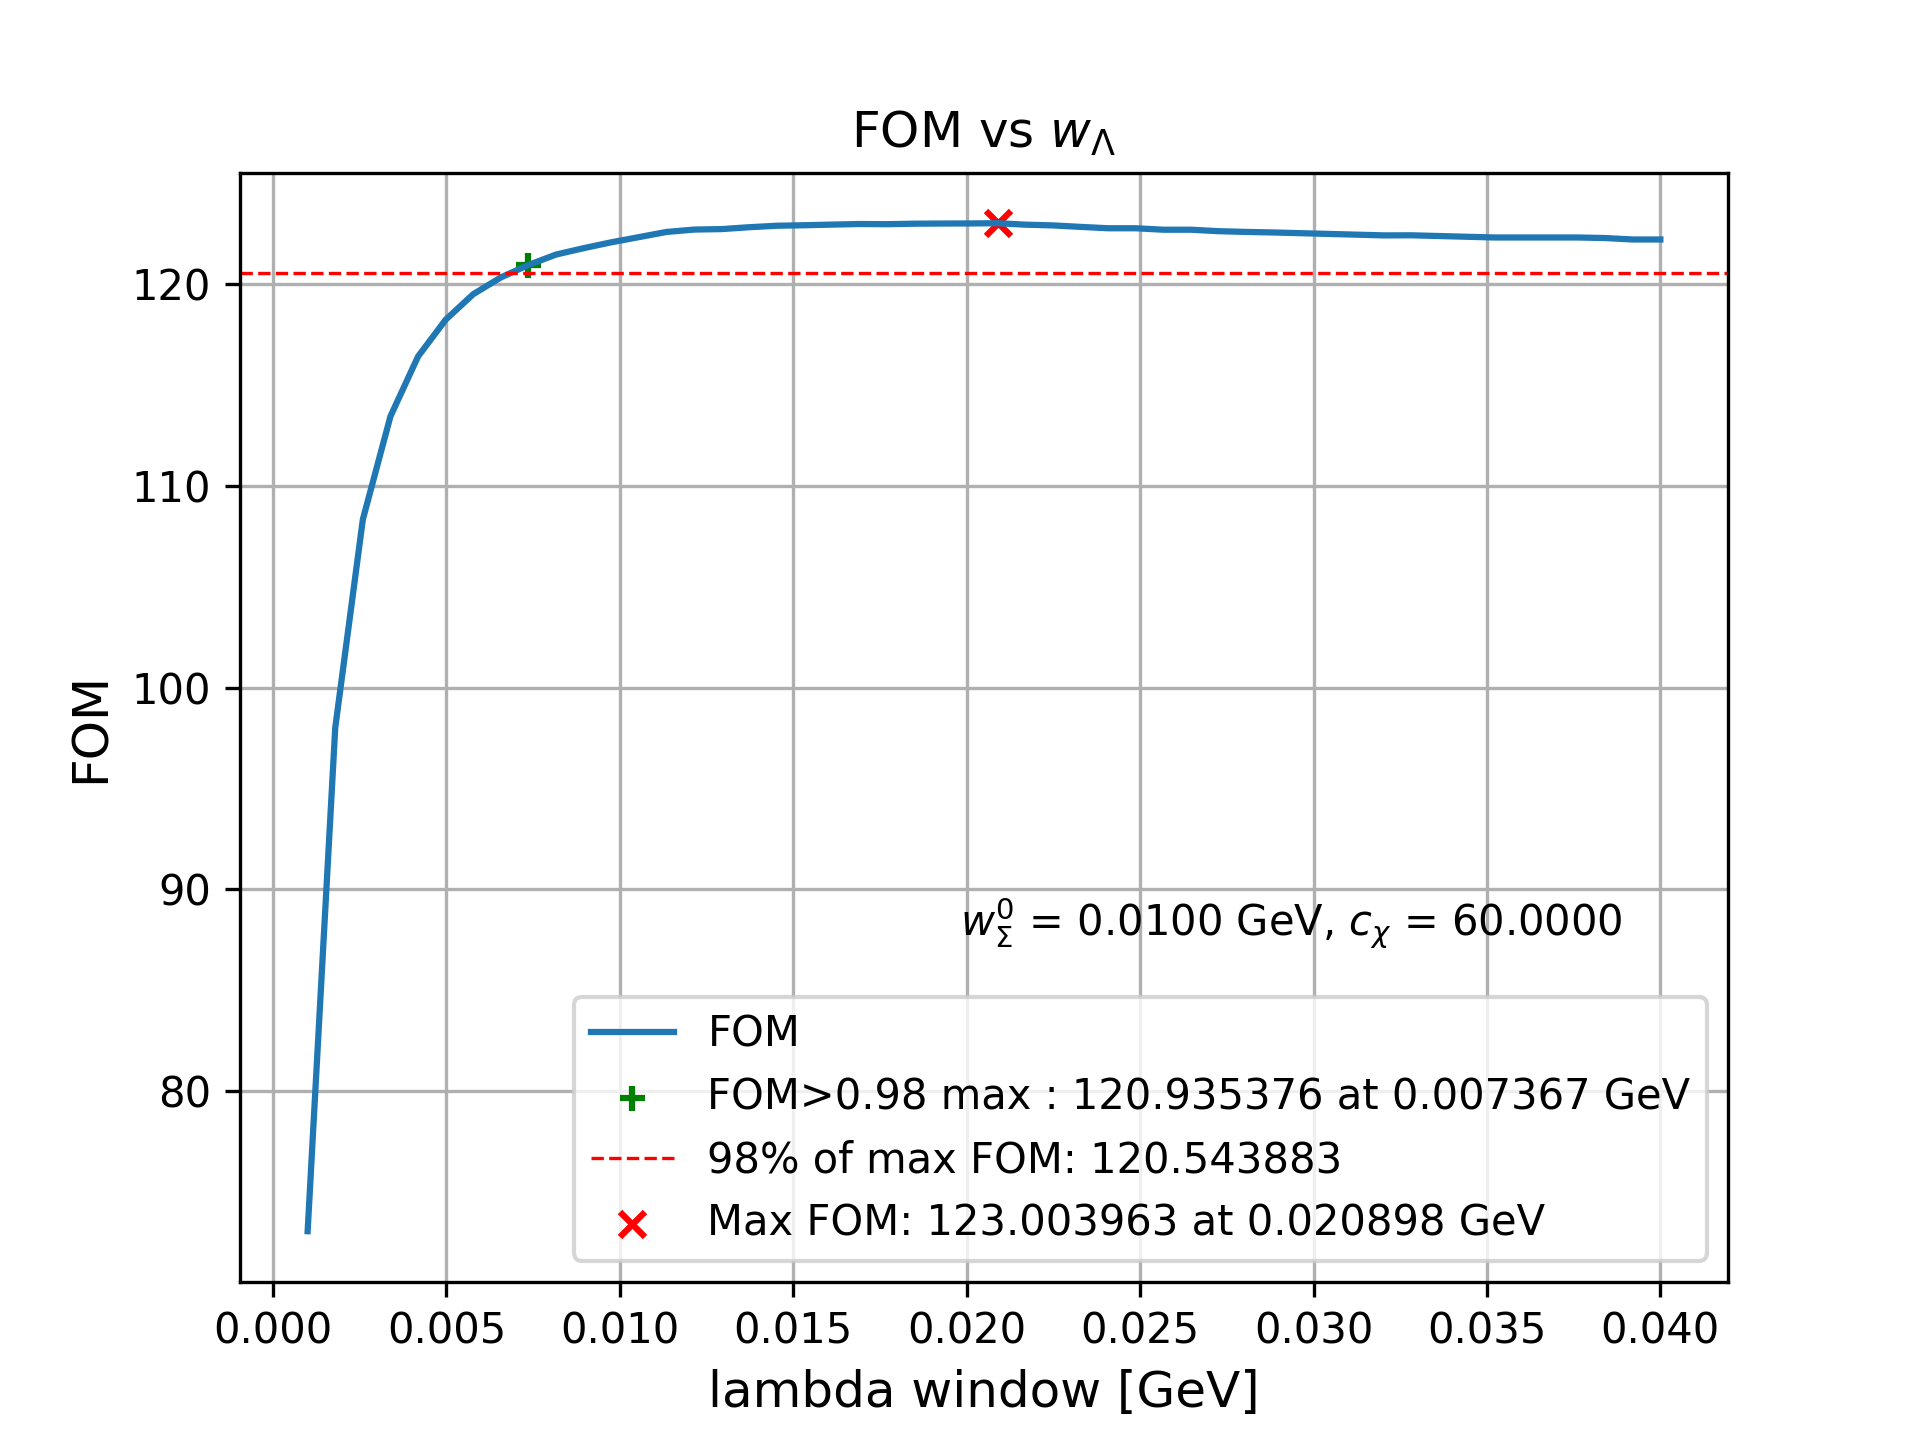 FOM vs w_Λ
FOM
120
110
100
90
80
w_Σ^0 = 0.0100 GeV, c_χ = 60.0000
FOM
FOM>0.98 max : 120.935376 at 0.007367 GeV
98% of max FOM: 120.543883
Max FOM: 123.003963 at 0.020898 GeV
0.000 0.005 0.010 0.015 0.020 0.025 0.030 0.035 0.040
lambda window [GeV]